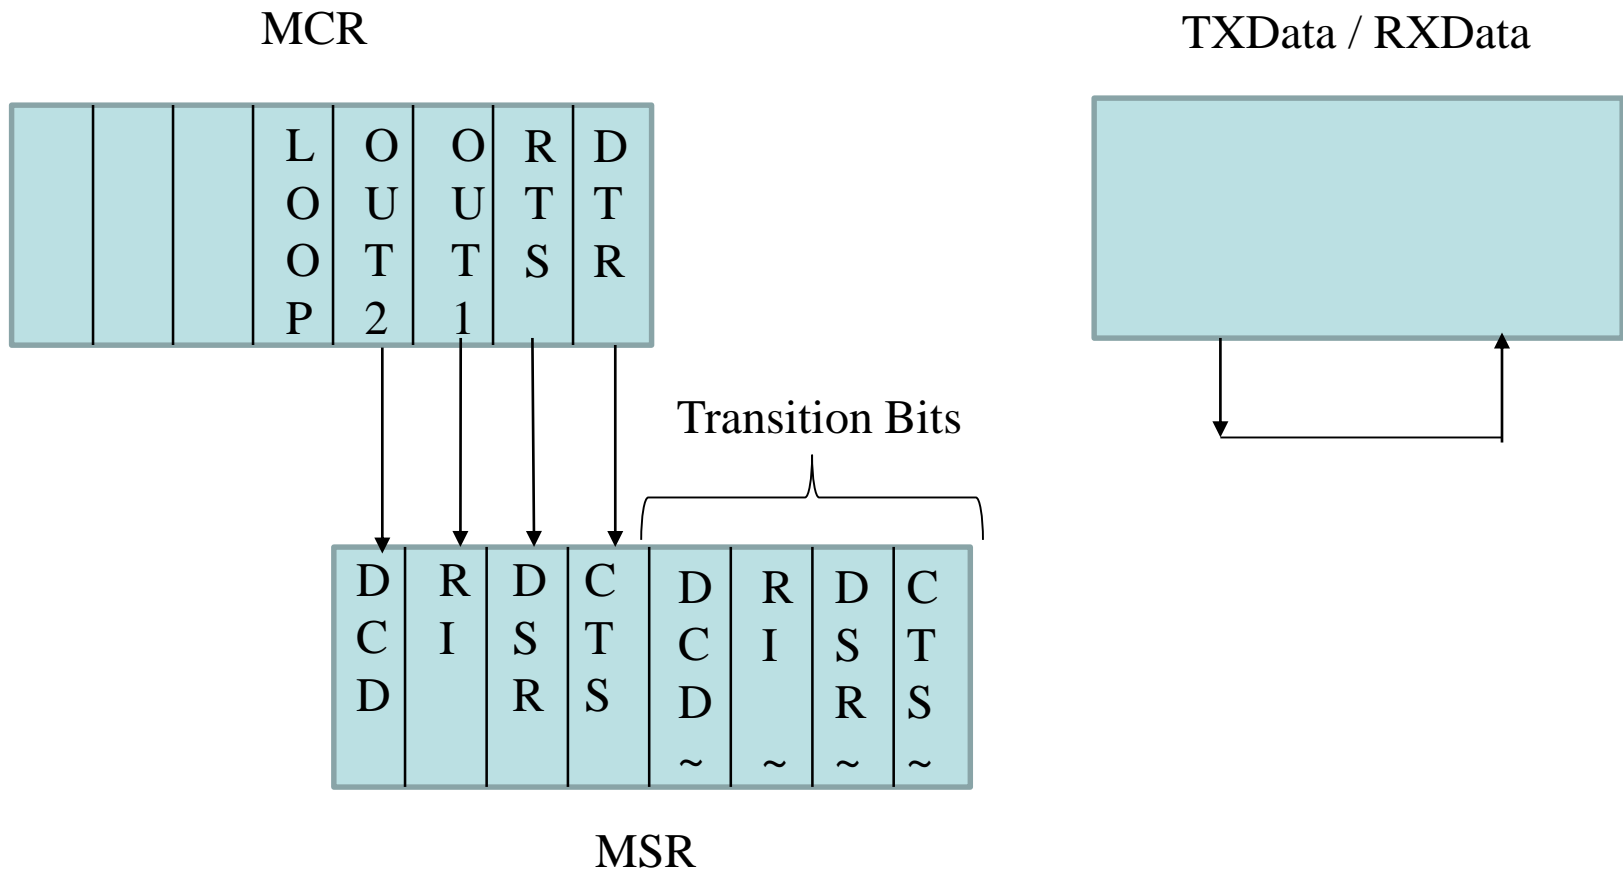 MCR
TXData / RXData
LOOP
OUT2
OUT1
RTS
DTR
Transition Bits
DCD
RI
DSR
CTS
DCD~
RI~
DSR~
CTS~
MSR